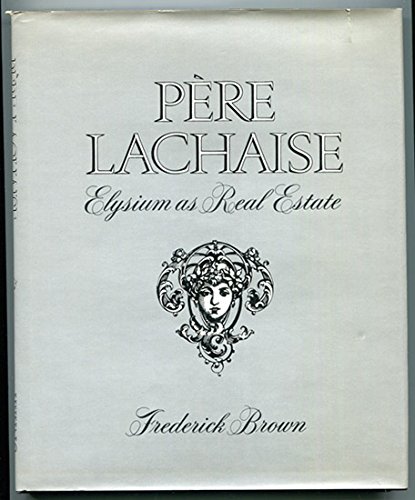 PÈRE
LACHAISE
Elysium as Real Estate
Frederick Brown